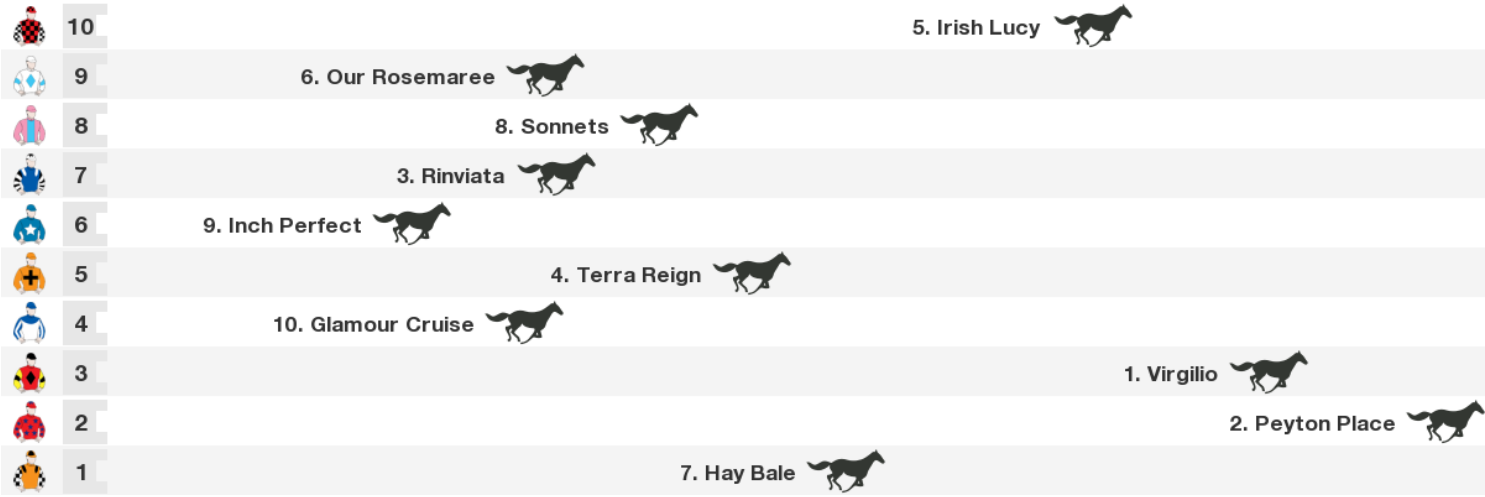 10 5. Irish Lucy
9 6. Our Rosemaree
8 8. Sonnets
7 3. Rinviata
6 9. Inch Perfect
5 4. Terra Reign
4 10. Glamour Cruise
3 1. Virgilio
2 2. Peyton Place
1 7. Hay Bale